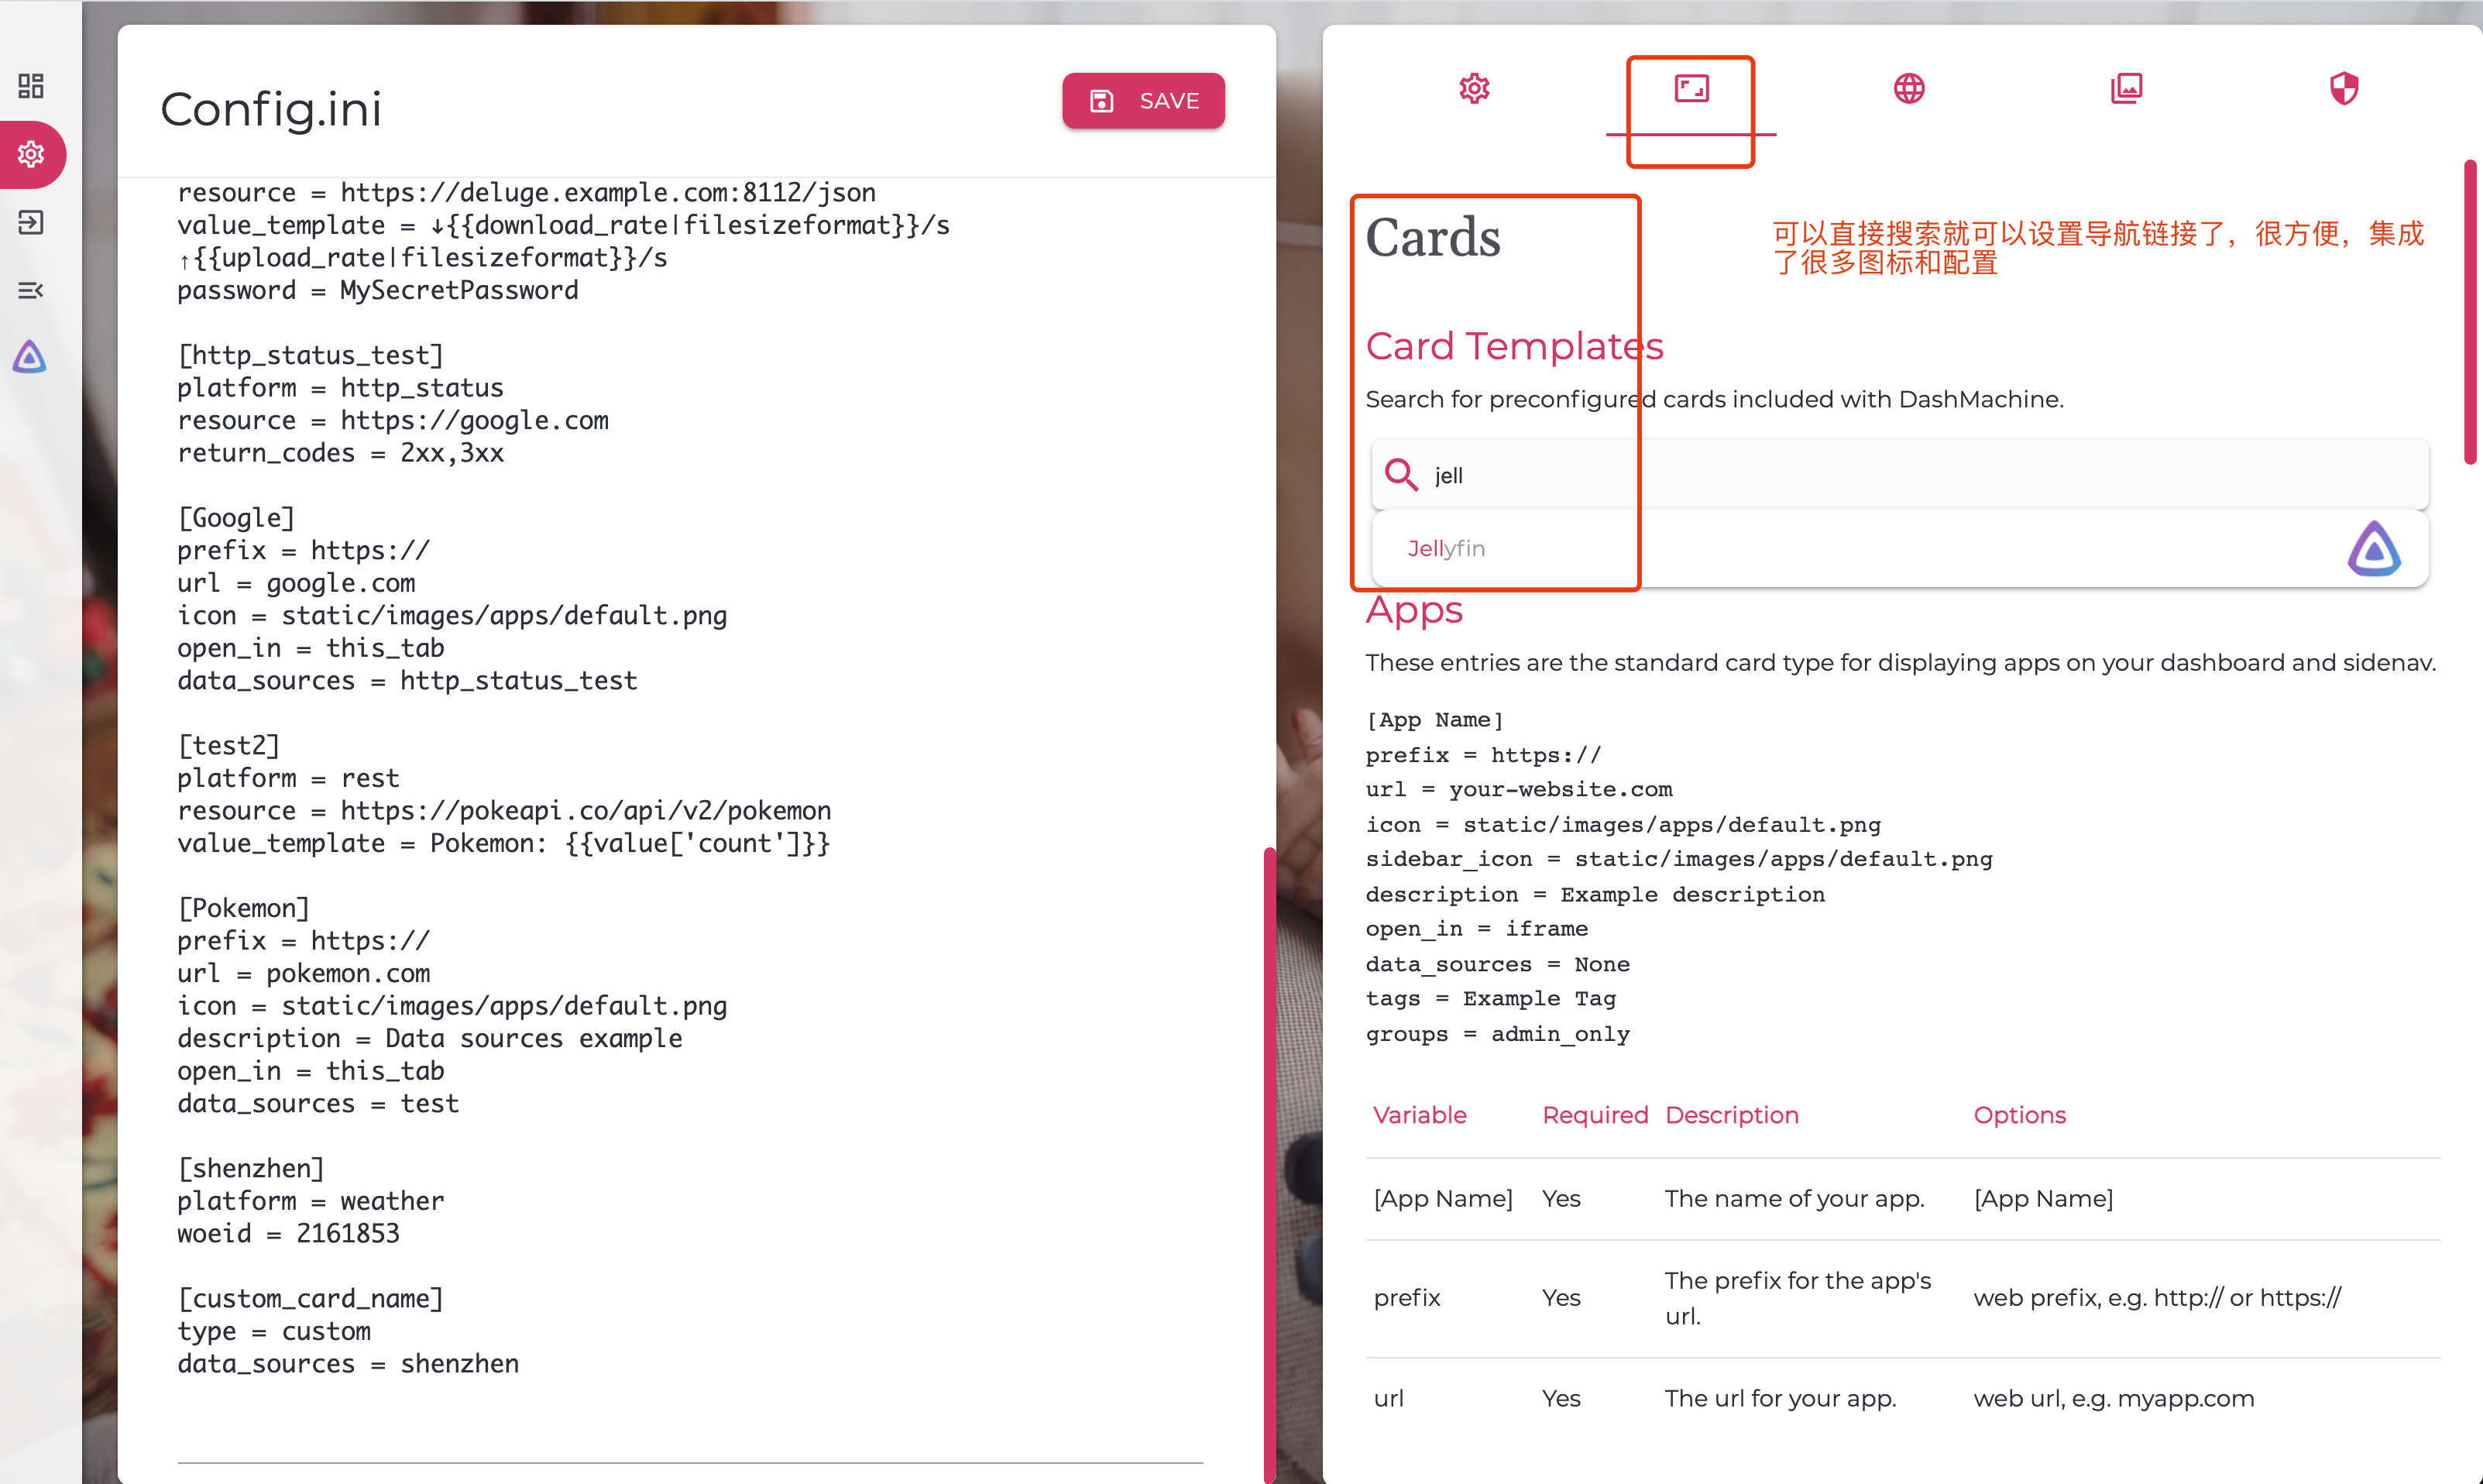 Config.ini
SAVE
resource = https://deluge.example.com:8112/json
value_template = ↓{{download_rate|filesizeformat}}/s
↑{{upload_rate|filesizeformat}}/s
password = MySecretPassword
[http_status_test]
platform = http_status
resource = https://google.com
return_codes = 2xx,3xx
[Google]
prefix = https://
url = google.com
icon = static/images/apps/default.png
open_in = this_tab
data_sources = http_status_test
[test2]
platform = rest
resource = https://pokeapi.co/api/v2/pokemon
value_template = Pokemon: {{value['count']}}
[Pokemon]
prefix = https://
url = pokemon.com
icon = static/images/apps/default.png
description = Data sources example
open_in = this_tab
data_sources = test
[shenzhen]
platform = weather
woeid = 2161853
[custom_card_name]
type = custom
data_sources = shenzhen
Cards
可以直接搜索就可以设置导航链接了，很方便，集成
了很多图标和配置
Card Templates
Search for preconfigured cards included with DashMachine.
jell
Jellyfin
Apps
These entries are the standard card type for displaying apps on your dashboard and sidenav.
[App Name]
prefix = https://
url = your-website.com
icon = static/images/apps/default.png
sidebar_icon = static/images/apps/default.png
description = Example description
open_in = iframe
data_sources = None
tags = Example Tag
groups = admin_only
Variable Required Description Options
[App Name] Yes The name of your app. [App Name]
prefix Yes The prefix for the app's url. web prefix, e.g. http:// or https://
url Yes The url for your app. web url, e.g. myapp.com